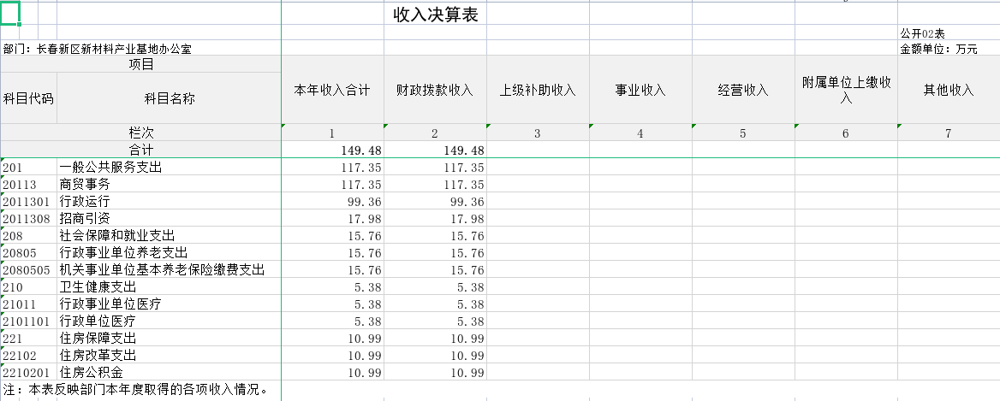 收入决算表
公开02表
部门：长春新区新材料产业基地办公室 金额单位：万元
项目 本年收入合计 财政拨款收入 上级补助收入 事业收入 经营收入 附属单位上缴收入 其他收入
科目代码 科目名称
栏次 1 2 3 4 5 6 7
合计 149.48 149.48
201 一般公共服务支出 117.35 117.35
20113 商贸事务 117.35 117.35
2011301 行政运行 99.36 99.36
2011308 招商引资 17.98 17.98
208 社会保障和就业支出 15.76 15.76
20805 行政事业单位养老支出 15.76 15.76
2080505 机关事业单位基本养老保险缴费支出 15.76 15.76
210 卫生健康支出 5.38 5.38
21011 行政事业单位医疗 5.38 5.38
2101101 行政单位医疗 5.38 5.38
221 住房保障支出 10.99 10.99
22102 住房改革支出 10.99 10.99
2210201 住房公积金 10.99 10.99
注：本表反映部门本年度取得的各项收入情况。